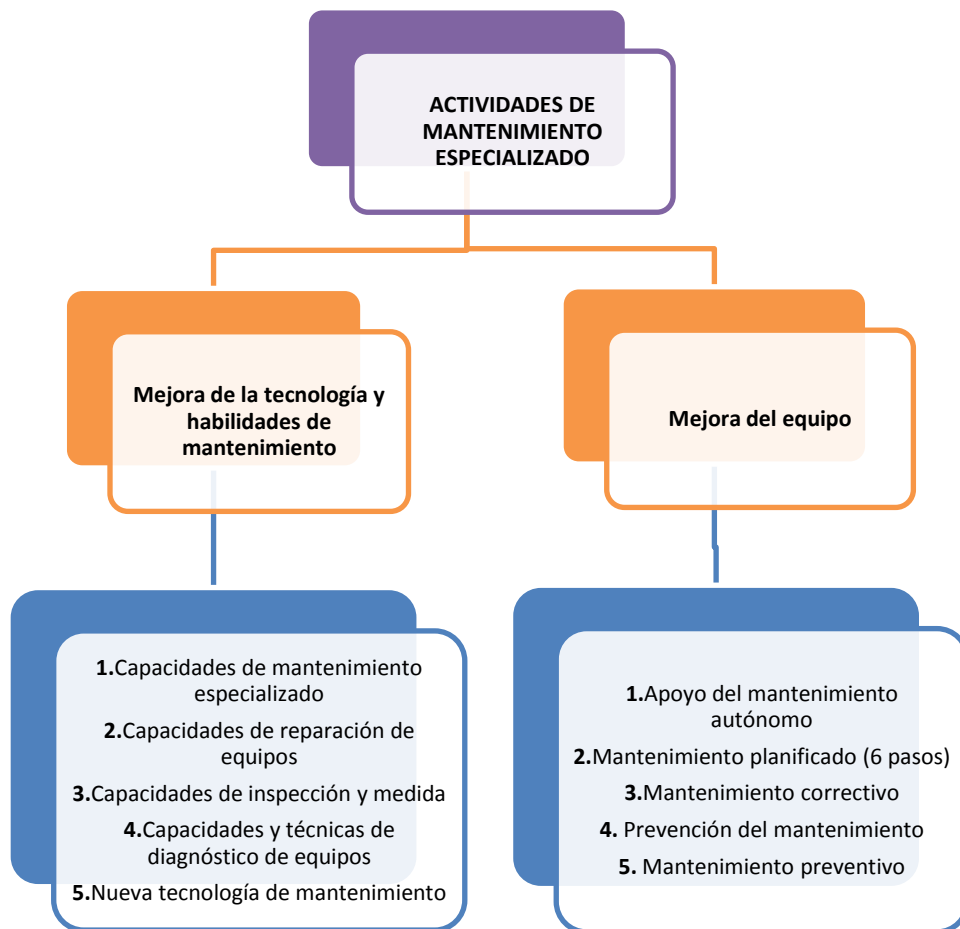 ACTIVIDADES DE
MANTENIMIENTO
ESPECIALIZADO
Mejora de la tecnología y
habilidades de
mantenimiento
Mejora del equipo
1.Capacidades de mantenimiento
especializado
2.Capacidades de reparación de
equipos
3.Capacidades de inspección y medida
4.Capacidades y técnicas de
diagnóstico de equipos
5.Nueva tecnología de mantenimiento
1.Apoyo del mantenimiento
autónomo
2.Mantenimiento planificado (6 pasos)
3.Mantenimiento correctivo
4. Prevención del mantenimiento
5. Mantenimiento preventivo